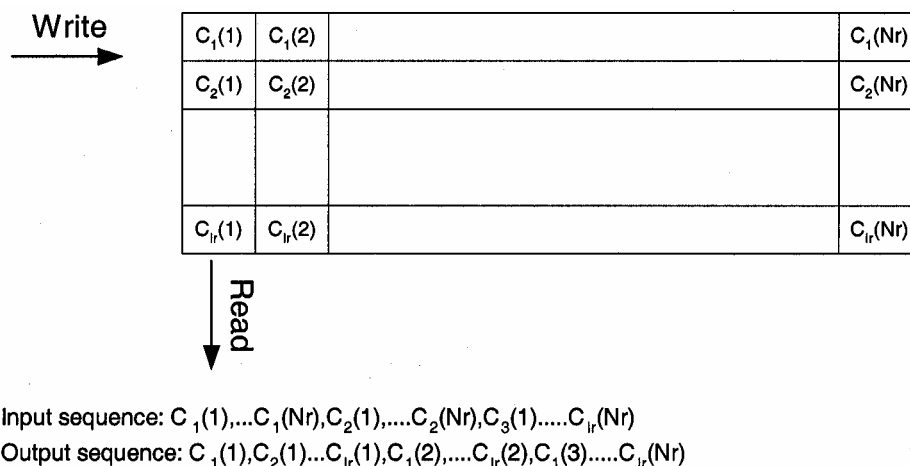 Write
C₁(1) C₁(2) C₁(Nr)
C₂(1) C₂(2) C₂(Nr)
Cᵢᵣ(1) Cᵢᵣ(2) Cᵢᵣ(Nr)
Read
Input sequence: C ₁(1),...C₁(Nr),C₂(1),....C₂(Nr),C₃(1).....Cᵢᵣ(Nr)
Output sequence: C ₁(1),C₂(1)...Cᵢᵣ(1),C₁(2),....Cᵢᵣ(2),C₁(3).....Cᵢᵣ(Nr)